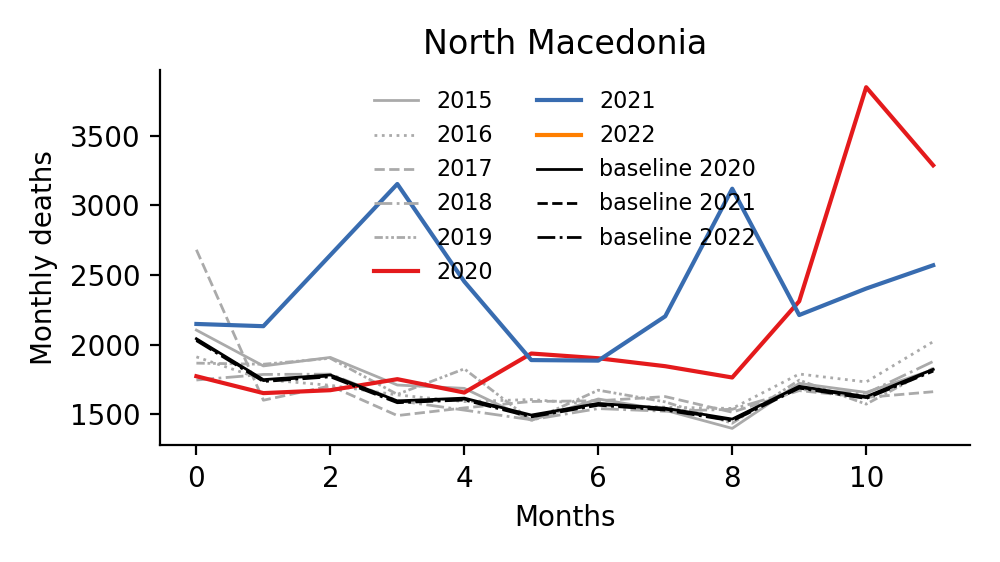 North Macedonia
Monthly deaths
3500
3000
2500
2000
1500
2015
2016
2017
2018
2019
2020
2021
2022
baseline 2020
baseline 2021
baseline 2022
0 2 4 6 8 10
Months